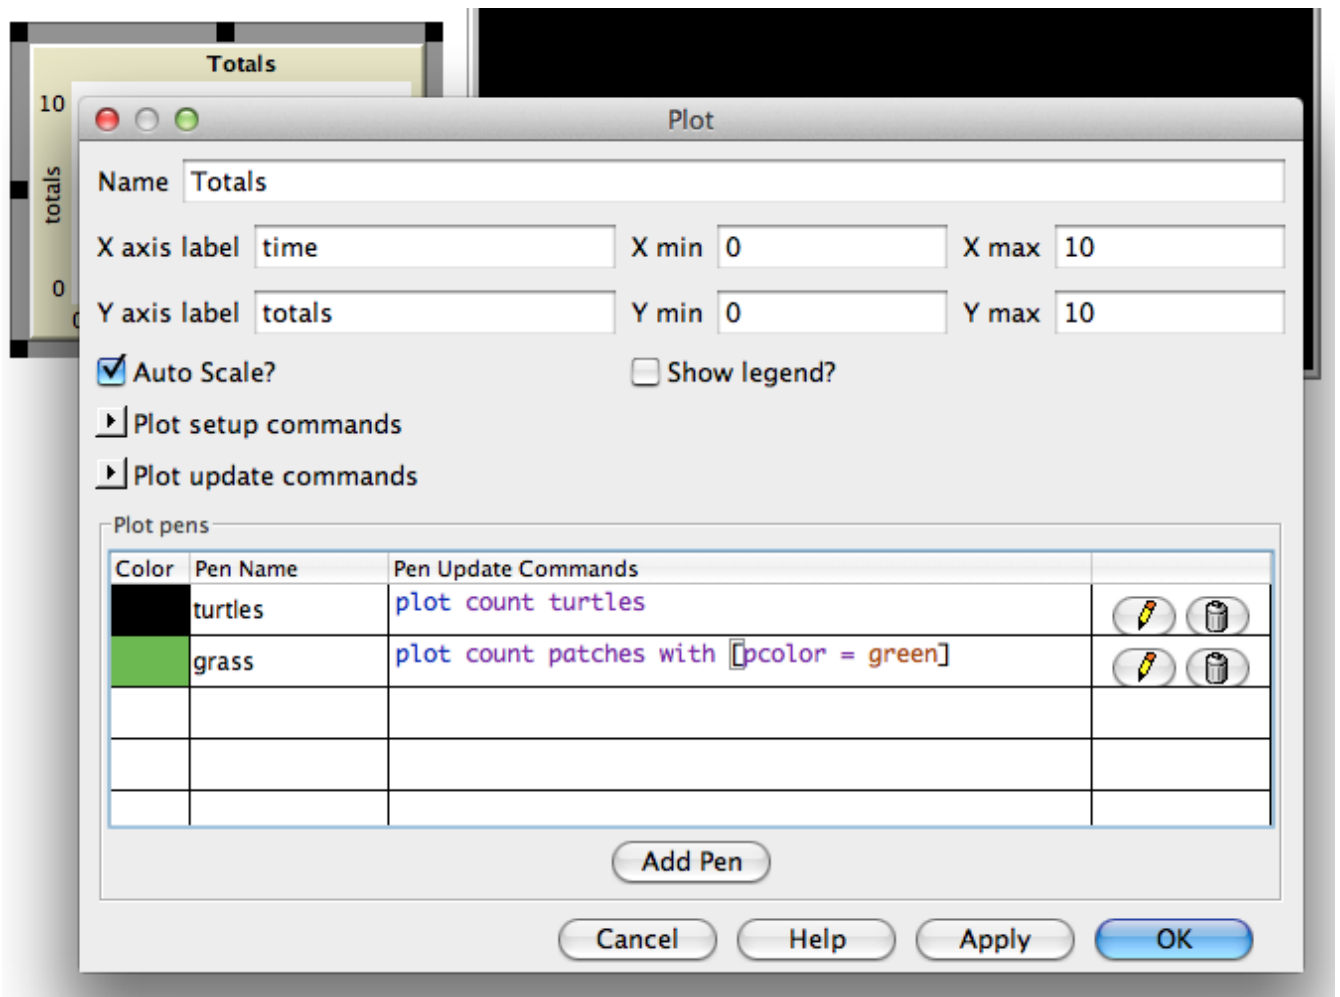 Totals
10
totals
0
0
Plot
Name Totals
X axis label time X min 0 X max 10
Y axis label totals Y min 0 Y max 10
Auto Scale? Show legend?
Plot setup commands
Plot update commands
Plot pens
Color Pen Name Pen Update Commands
turtles plot count turtles
grass plot count patches with [pcolor = green]
Add Pen
Cancel Help Apply OK